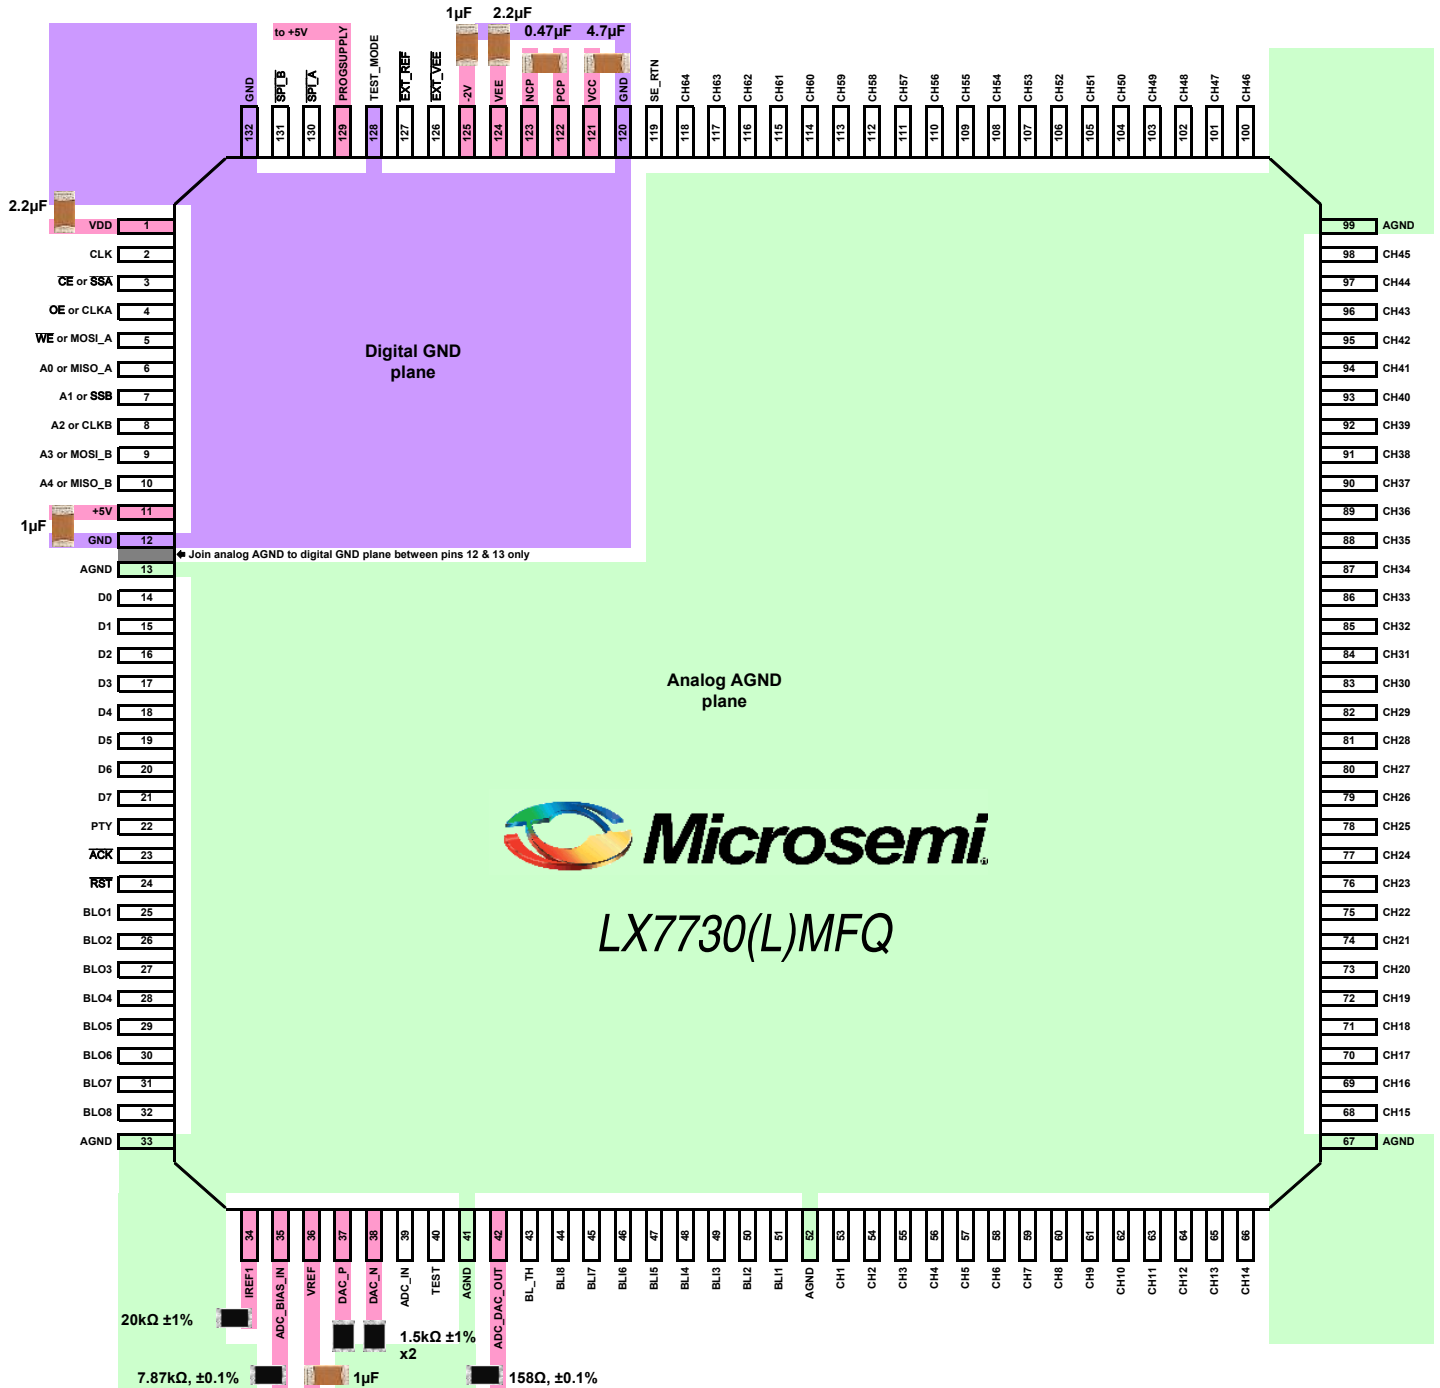 1µF 2.2µF
0.47µF 4.7µF
to +5V
GND
SPI_B
SPI_A
PROGSUPPLY
TEST_MODE
EXT_REF
EXT_VEE
-2V
VEE
NCP
PCP
VCC
GND
SE_RTN
CH64
CH63
CH62
CH61
CH60
CH59
CH58
CH57
CH56
CH55
CH54
CH53
CH52
CH51
CH50
CH49
CH48
CH47
CH46
132 131 130 129 128 127 126 125 124 123 122 121 120 119 118 117 116 115 114 113 112 111 110 109 108 107 106 105 104 103 102 101 100
2.2µF
VDD 1
CLK 2
CE or SSA 3
OE or CLKA 4
WE or MOSI_A 5
A0 or MISO_A 6
A1 or SSB 7
A2 or CLKB 8
A3 or MOSI_B 9
A4 or MISO_B 10
+5V 11
1µF
GND 12
AGND 13
D0 14
D1 15
D2 16
D3 17
D4 18
D5 19
D6 20
D7 21
PTY 22
ACK 23
RST 24
BLO1 25
BLO2 26
BLO3 27
BLO4 28
BLO5 29
BLO6 30
BLO7 31
BLO8 32
AGND 33
Digital GND
plane
Join analog AGND to digital GND plane between pins 12 & 13 only
Analog AGND
plane
Microsemi®
LX7730(L)MFQ
99 AGND
98 CH45
97 CH44
96 CH43
95 CH42
94 CH41
93 CH40
92 CH39
91 CH38
90 CH37
89 CH36
88 CH35
87 CH34
86 CH33
85 CH32
84 CH31
83 CH30
82 CH29
81 CH28
80 CH27
79 CH26
78 CH25
77 CH24
76 CH23
75 CH22
74 CH21
73 CH20
72 CH19
71 CH18
70 CH17
69 CH16
68 CH15
67 AGND
34 35 36 37 38 39 40 41 42 43 44 45 46 47 48 49 50 51 52 53 54 55 56 57 58 59 60 61 62 63 64 65 66
IREF1
ADC_BIAS_IN
VREF
DAC_P
DAC_N
ADC_IN
TEST
AGND
ADC_DAC_OUT
BL_TH
BLI8
BLI7
BLI6
BLI5
BLI4
BLI3
BLI2
BLI1
AGND
CH1
CH2
CH3
CH4
CH5
CH6
CH7
CH8
CH9
CH10
CH11
CH12
CH13
CH14
20kΩ ±1%
1.5kΩ ±1%
x2
7.87kΩ, ±0.1%
1µF
158Ω, ±0.1%